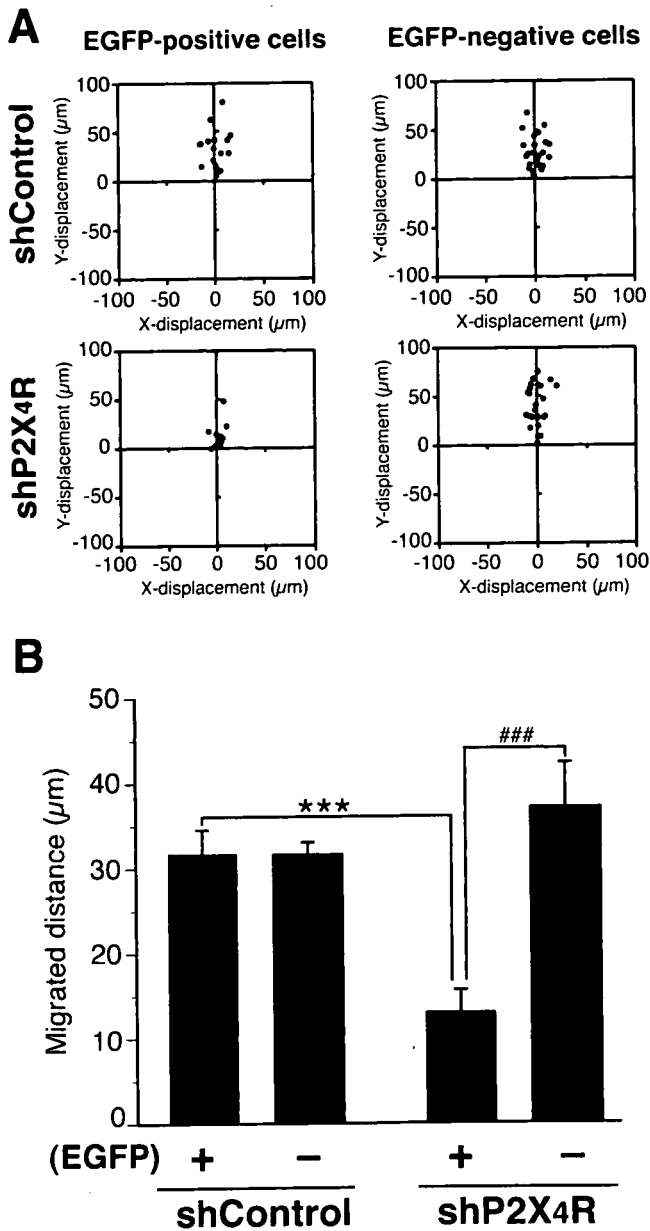 A
EGFP-positive cells
EGFP-negative cells
shControl
Y-displacement (µm)
100
50
0
-50
-100
-100 -50 0 50 100
X-displacement (µm)
Y-displacement (µm)
100
50
0
-50
-100
-100 -50 0 50 100
X-displacement (µm)
shP2X4R
Y-displacement (µm)
100
50
0
-50
-100
-100 -50 0 50 100
X-displacement (µm)
Y-displacement (µm)
100
50
0
-50
-100
-100 -50 0 50 100
X-displacement (µm)
B
Migrated distance (µm)
50
40
30
20
10
0
***
###
(EGFP) + − + −
shControl shP2X4R